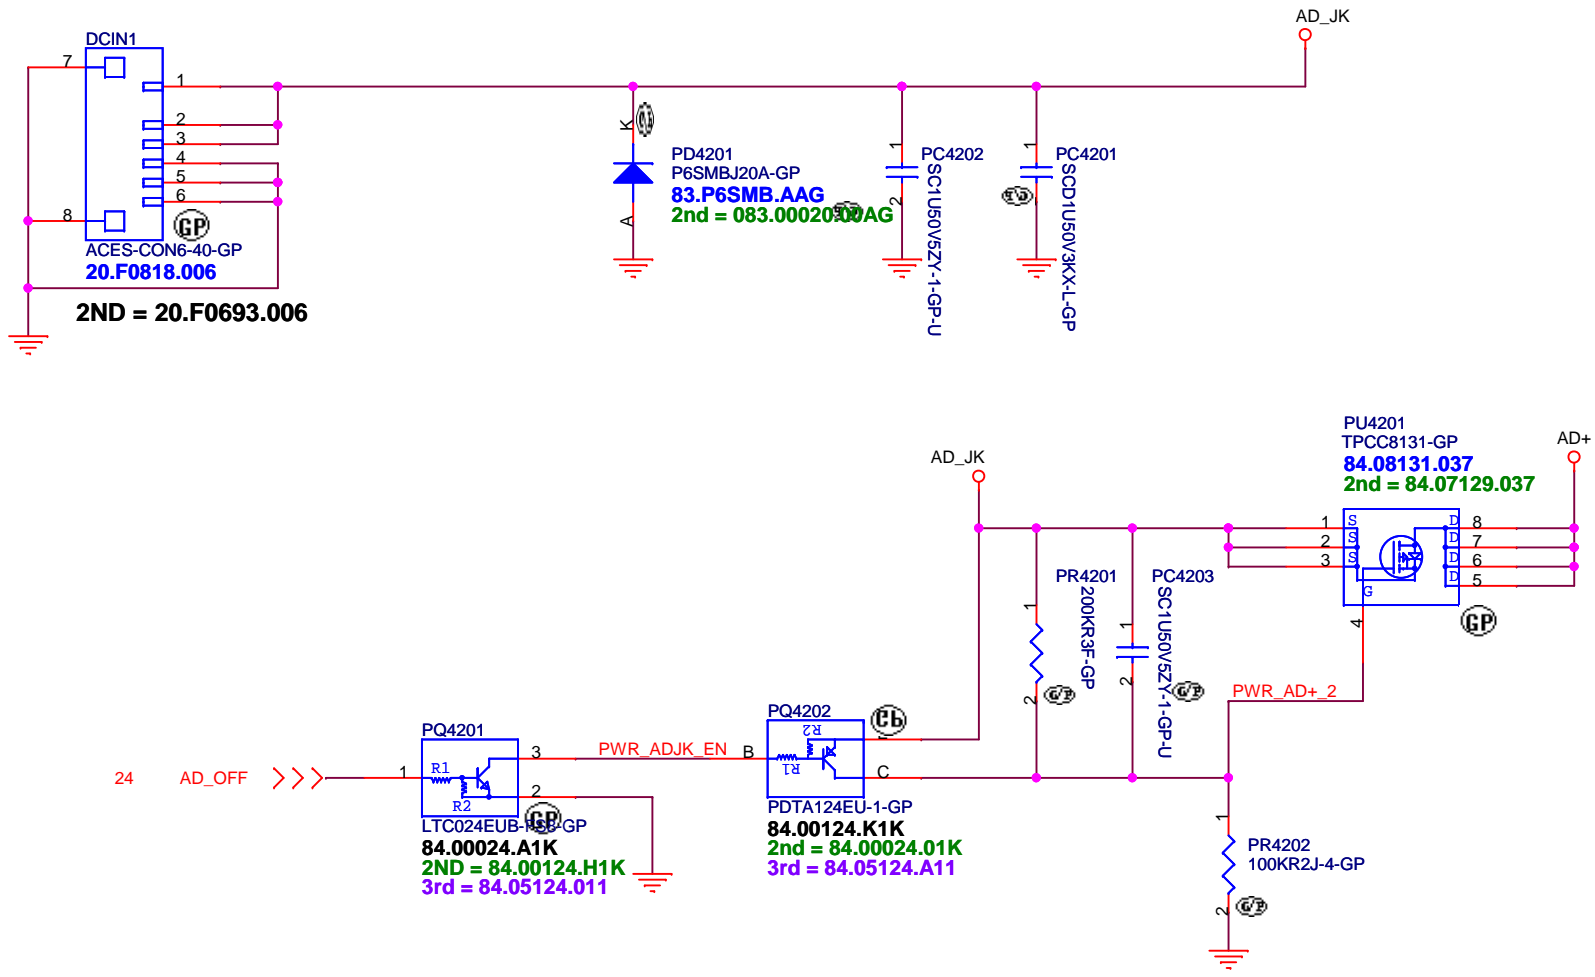 AD_JK
DCIN1
7
1
2
3
4
5
6
8
GP
ACES-CON6-40-GP
20.F0818.006
2ND = 20.F0693.006
K
A
PD4201
P6SMBJ20A-GP
83.P6SMB.AAG
2nd = 083.00020.00AG
1
2
PC4202
SC1U50V5ZY-1-GP-U
1
PC4201
SCD1U50V3KX-L-GP
PU4201
TPCC8131-GP
84.08131.037
2nd = 84.07129.037
AD+
AD_JK
1
2
3
S
S
S
D
D
D
D
G
8
7
6
5
4
GP
PR4201
200KR3F-GP
1
2
G/P
PC4203
SC1U50V5ZY-1-GP-U
1
2
G/P
PWR_AD+_2
24
AD_OFF
PQ4201
1
R1
R2
3
2
GP
84.00024.A1K
2ND = 84.00124.H1K
3rd = 84.05124.011
PWR_ADJK_EN
PQ4202
B
R2
R1
C
PDTA124EU-1-GP
84.00124.K1K
2nd = 84.00024.01K
3rd = 84.05124.A11
1
2
PR4202
100KR2J-4-GP
G/P